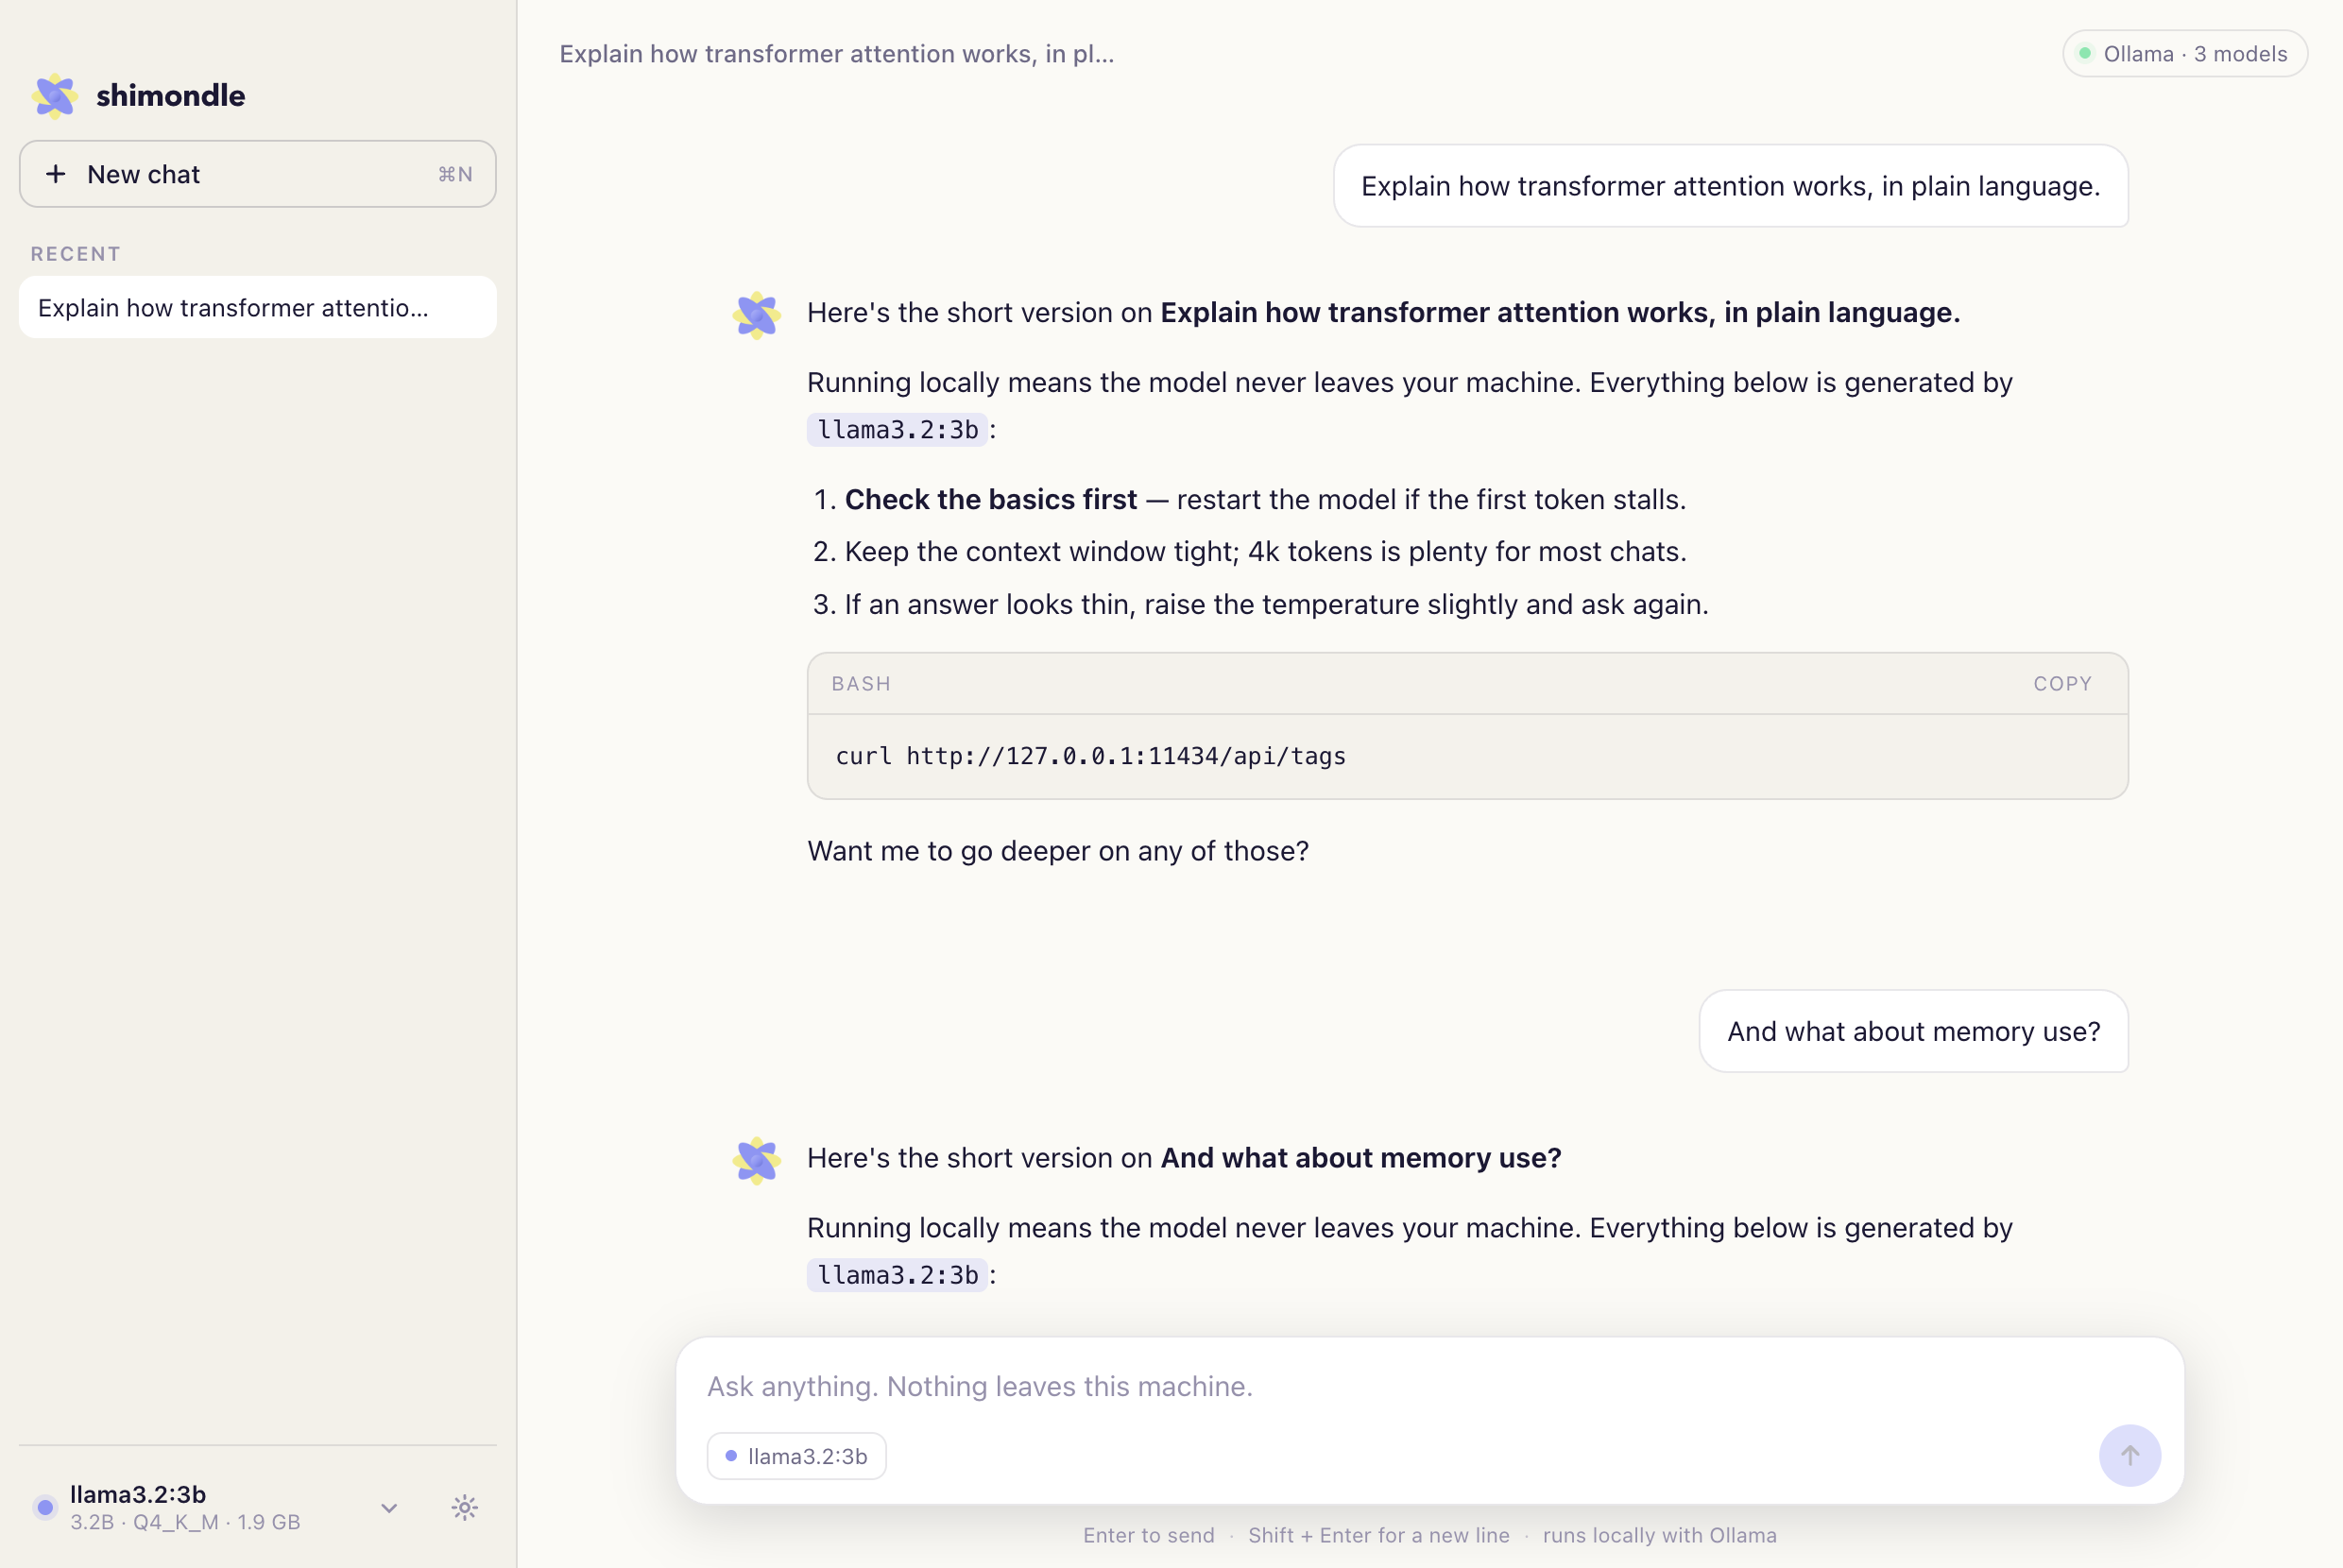 shimondle
New chat ⌘N
RECENT
Explain how transformer attentio...
llama3.2:3b
3.2B · Q4_K_M · 1.9 GB
Explain how transformer attention works, in pl...
Ollama · 3 models
Explain how transformer attention works, in plain language.
Here's the short version on Explain how transformer attention works, in plain language.
Running locally means the model never leaves your machine. Everything below is generated by
llama3.2:3b:
1. Check the basics first — restart the model if the first token stalls.
2. Keep the context window tight; 4k tokens is plenty for most chats.
3. If an answer looks thin, raise the temperature slightly and ask again.
BASH COPY
curl http://127.0.0.1:11434/api/tags
Want me to go deeper on any of those?
And what about memory use?
Here's the short version on And what about memory use?
Running locally means the model never leaves your machine. Everything below is generated by
llama3.2:3b:
Ask anything. Nothing leaves this machine.
llama3.2:3b
Enter to send · Shift + Enter for a new line · runs locally with Ollama